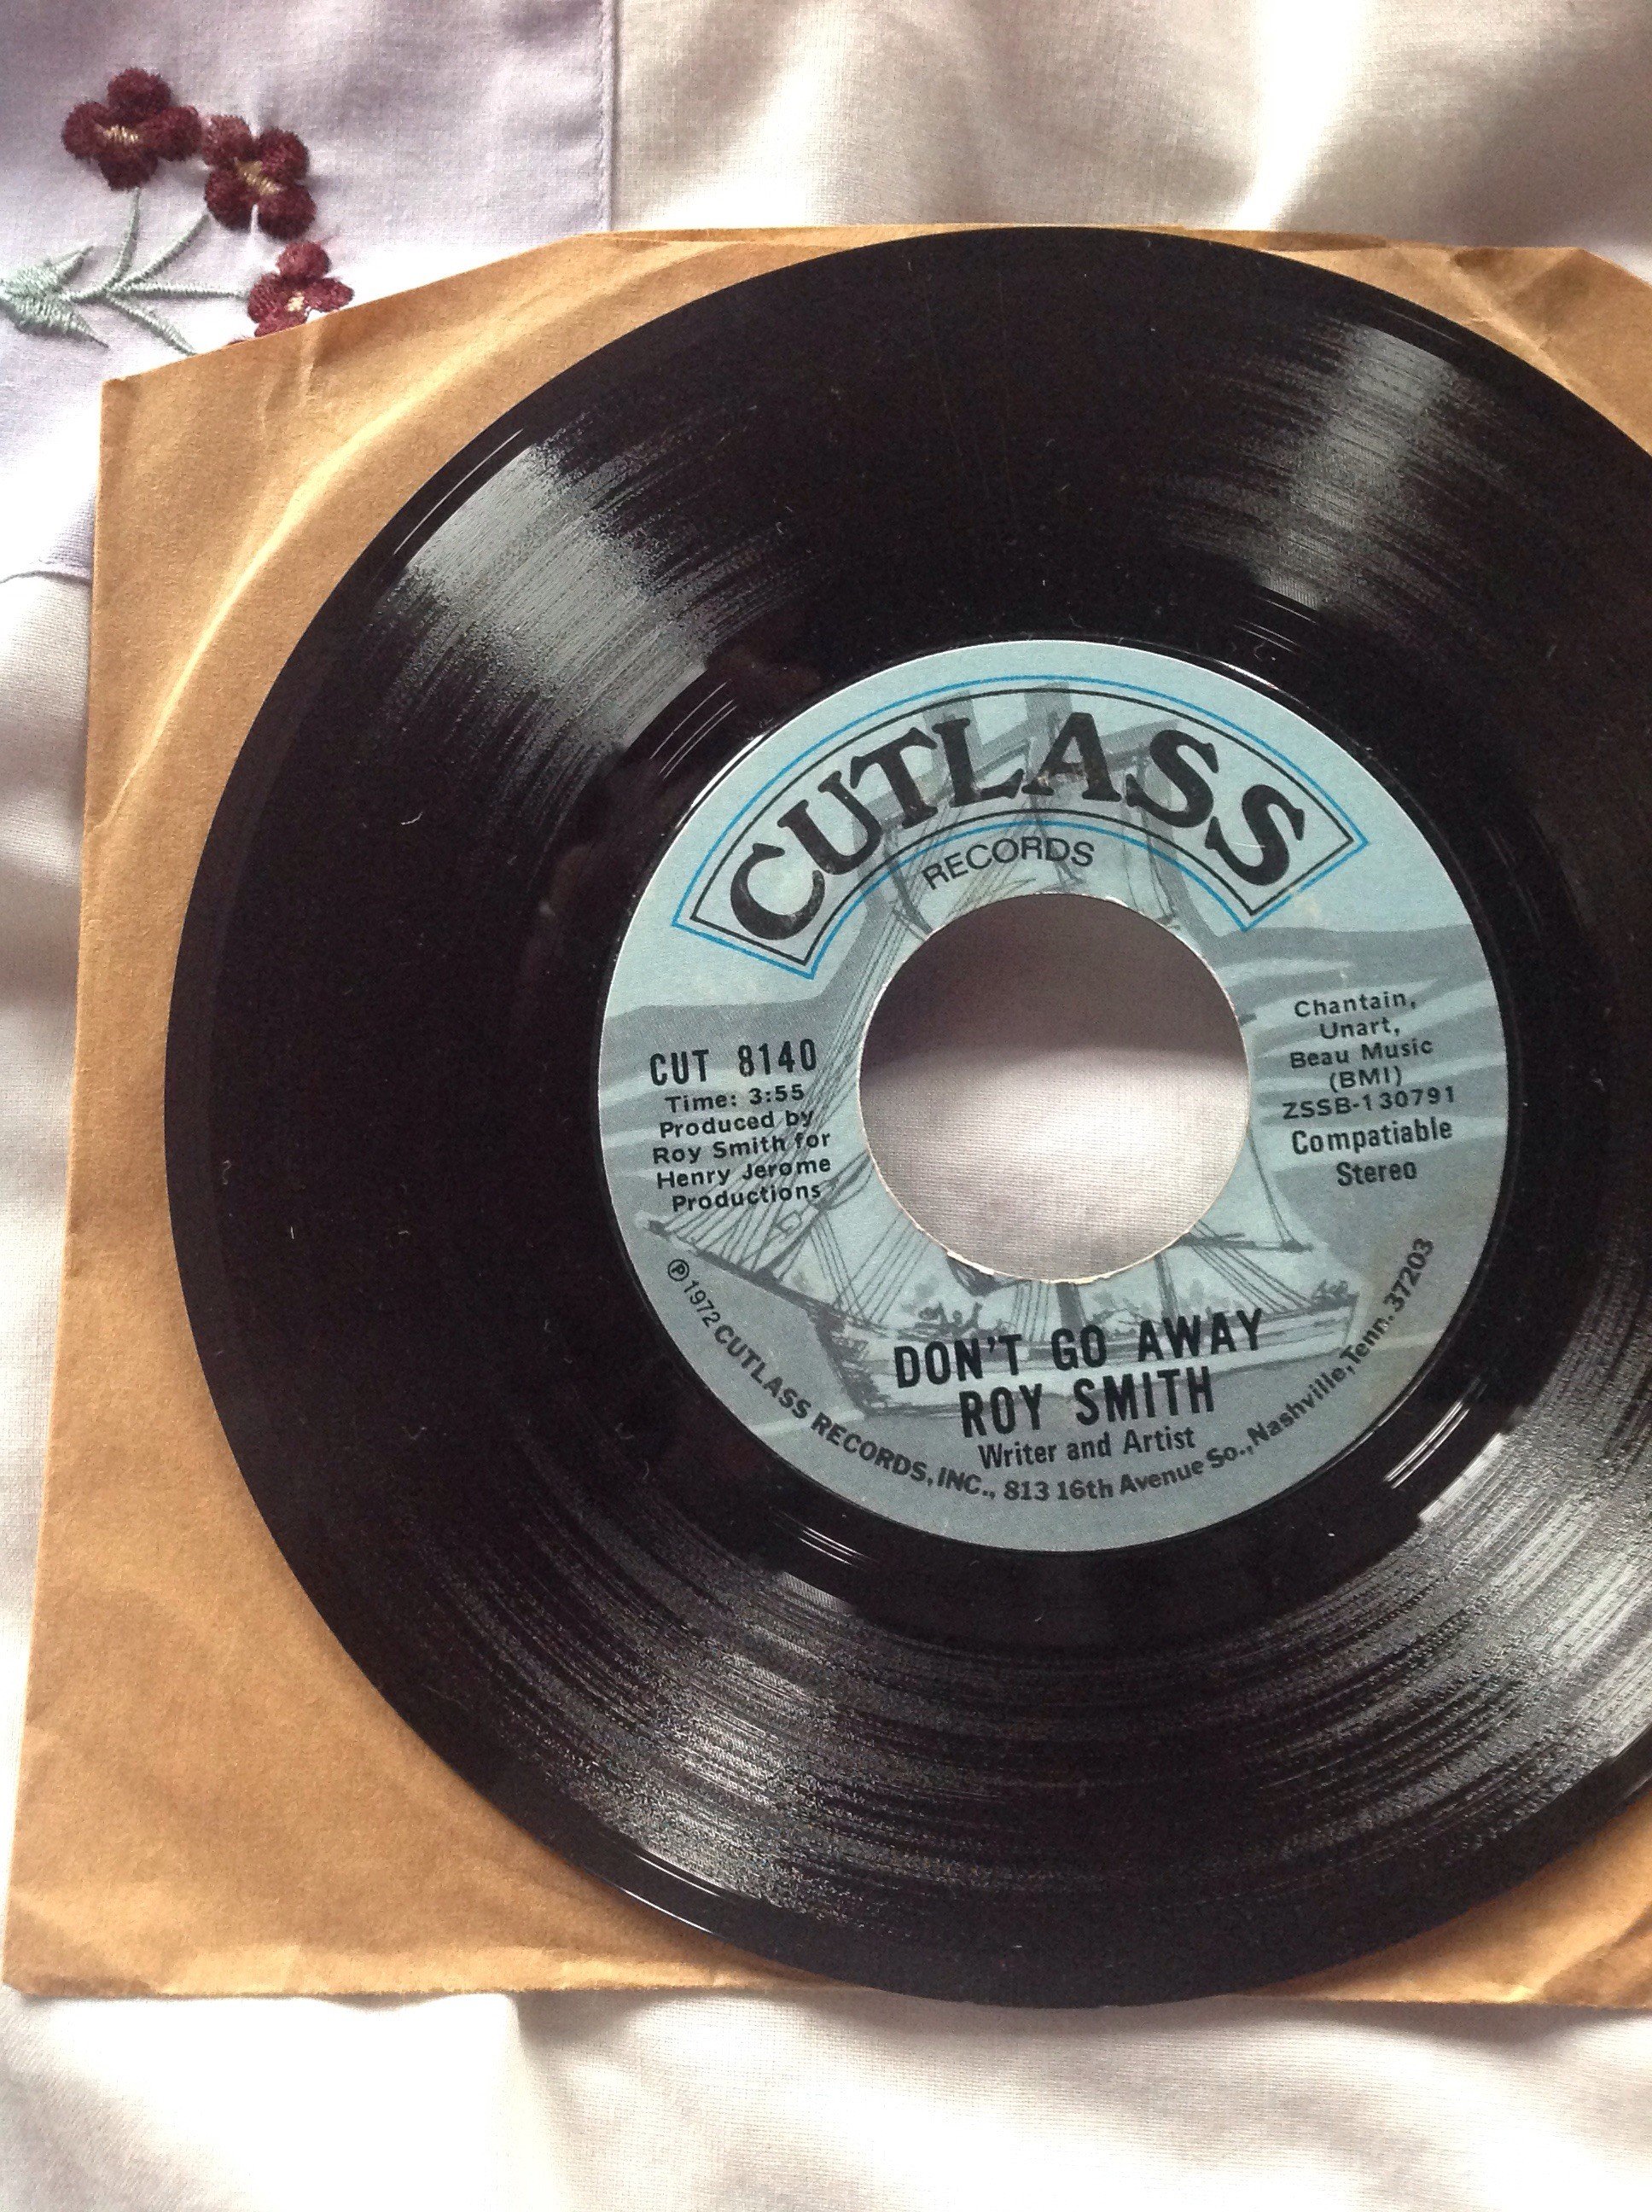 CUTLASS
RECORDS
CUT 8140
Time: 3:55
Produced by
Roy Smith for
Henry Jerome
Productions
Chantain,
Unart,
Beau Music
(BMI)
ZSSB-130791
Compatiable
Stereo
DON'T GO AWAY
ROY SMITH
Writer and Artist
℗1972 CUTLASS RECORDS, INC., 813 16th Avenue So., Nashville, Tenn. 37203